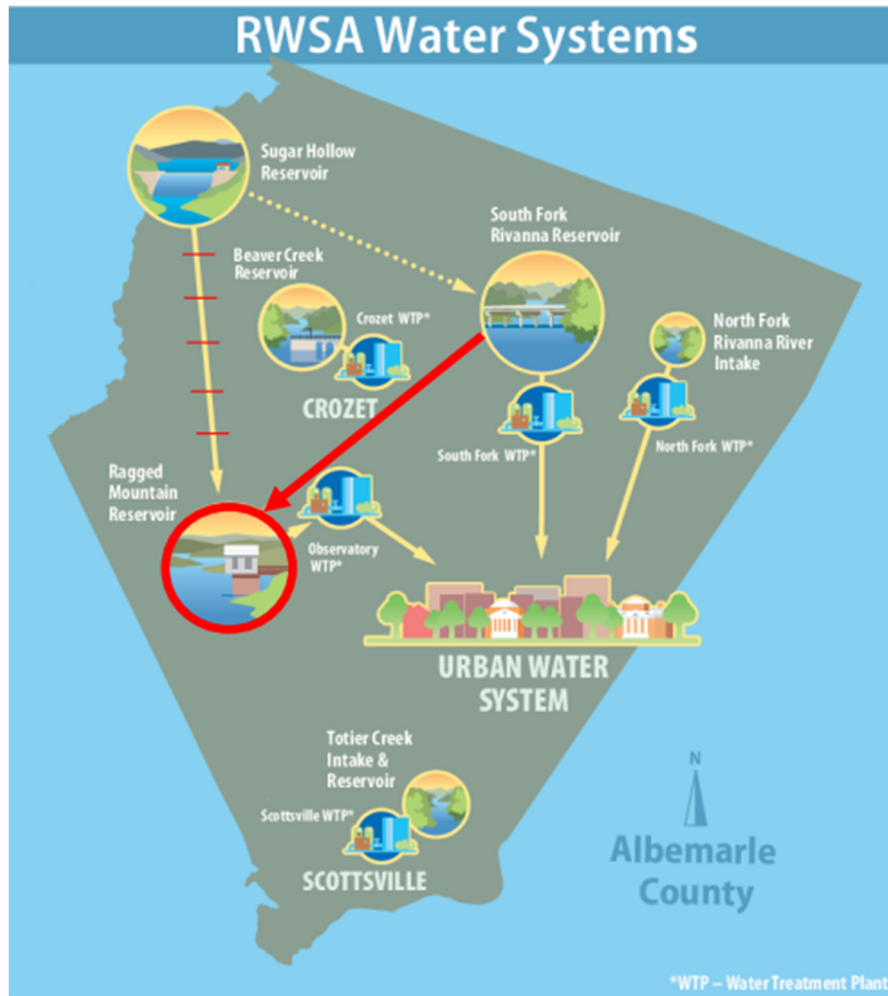 RWSA Water Systems
Sugar Hollow
Reservoir
South Fork
Rivanna Reservoir
Beaver Creek
Reservoir
Crozet WTP*
North Fork
Rivanna River
Intake
CROZET
South Fork WTP*
North Fork WTP*
Ragged
Mountain
Reservoir
Observatory
WTP*
URBAN WATER
SYSTEM
Totier Creek
Intake &
Reservoir
Scottsville WTP*
SCOTTSVILLE
N
Albemarle
County
*WTP – Water Treatment Plant